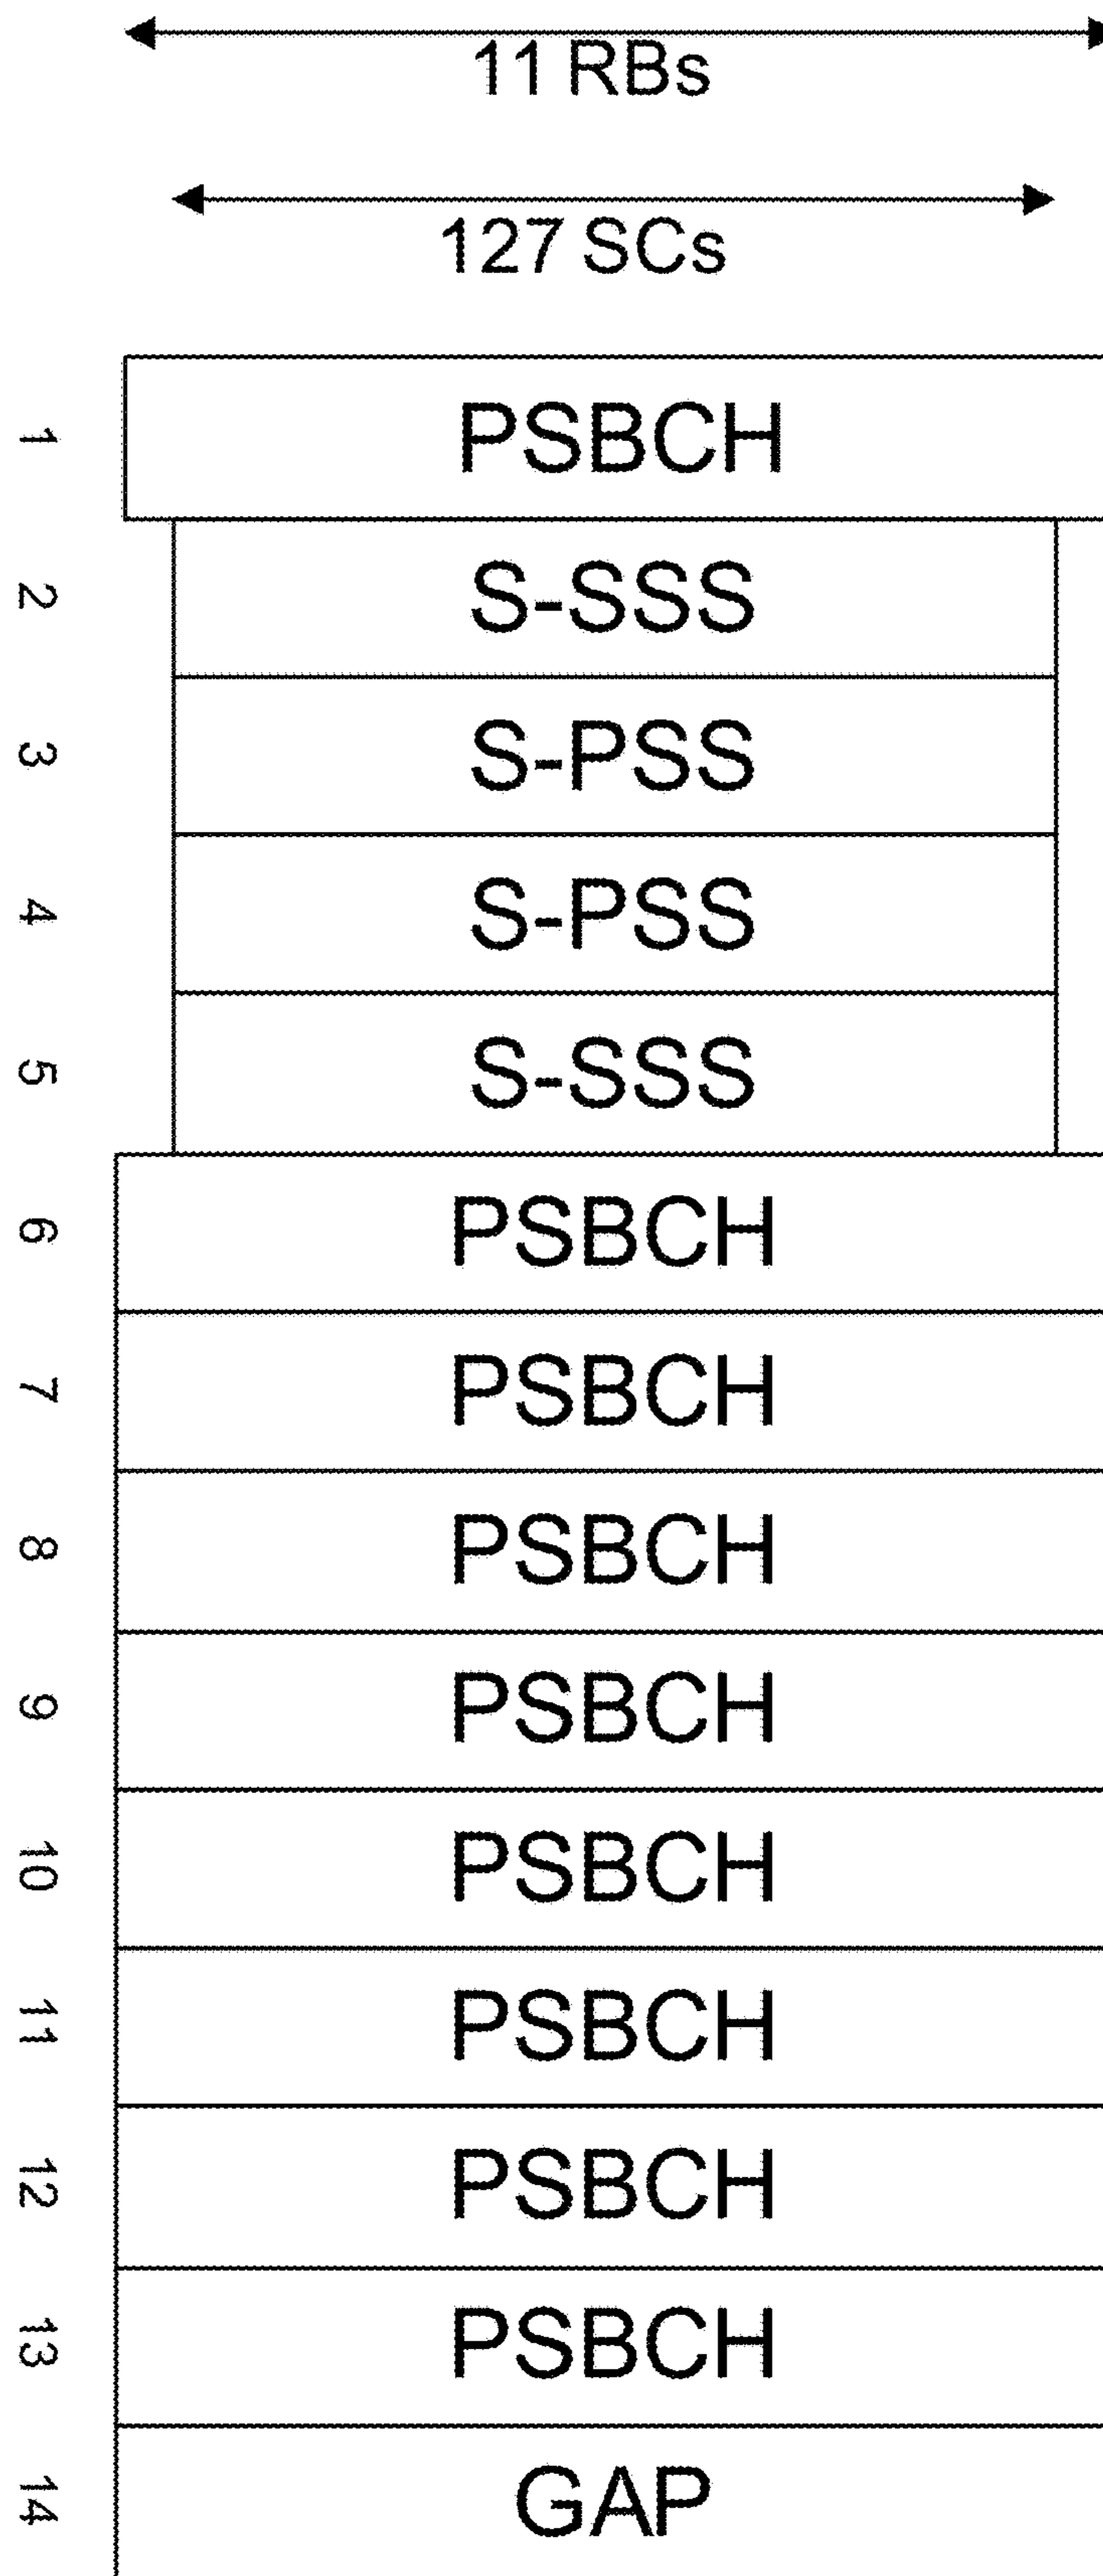 11 RBs
127 SCs
1 PSBCH
2 S-SSS
3 S-PSS
4 S-PSS
5 S-SSS
6 PSBCH
7 PSBCH
8 PSBCH
9 PSBCH
10 PSBCH
11 PSBCH
12 PSBCH
13 PSBCH
14 GAP